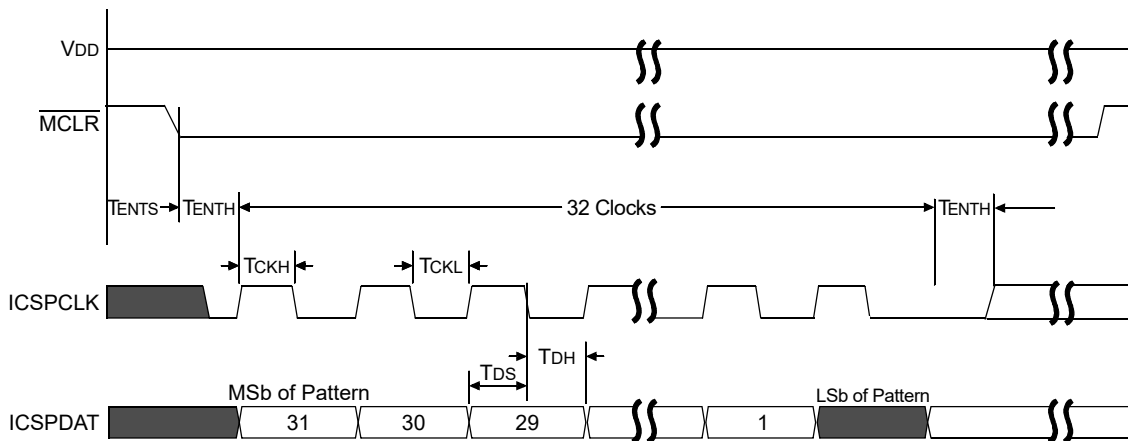 VDD
MCLR
TENTS
TENTH
32 Clocks
TENTH
TCKH
TCKL
ICSPCLK
TDH
TDS
MSb of Pattern
LSb of Pattern
ICSPDAT
31
30
29
1